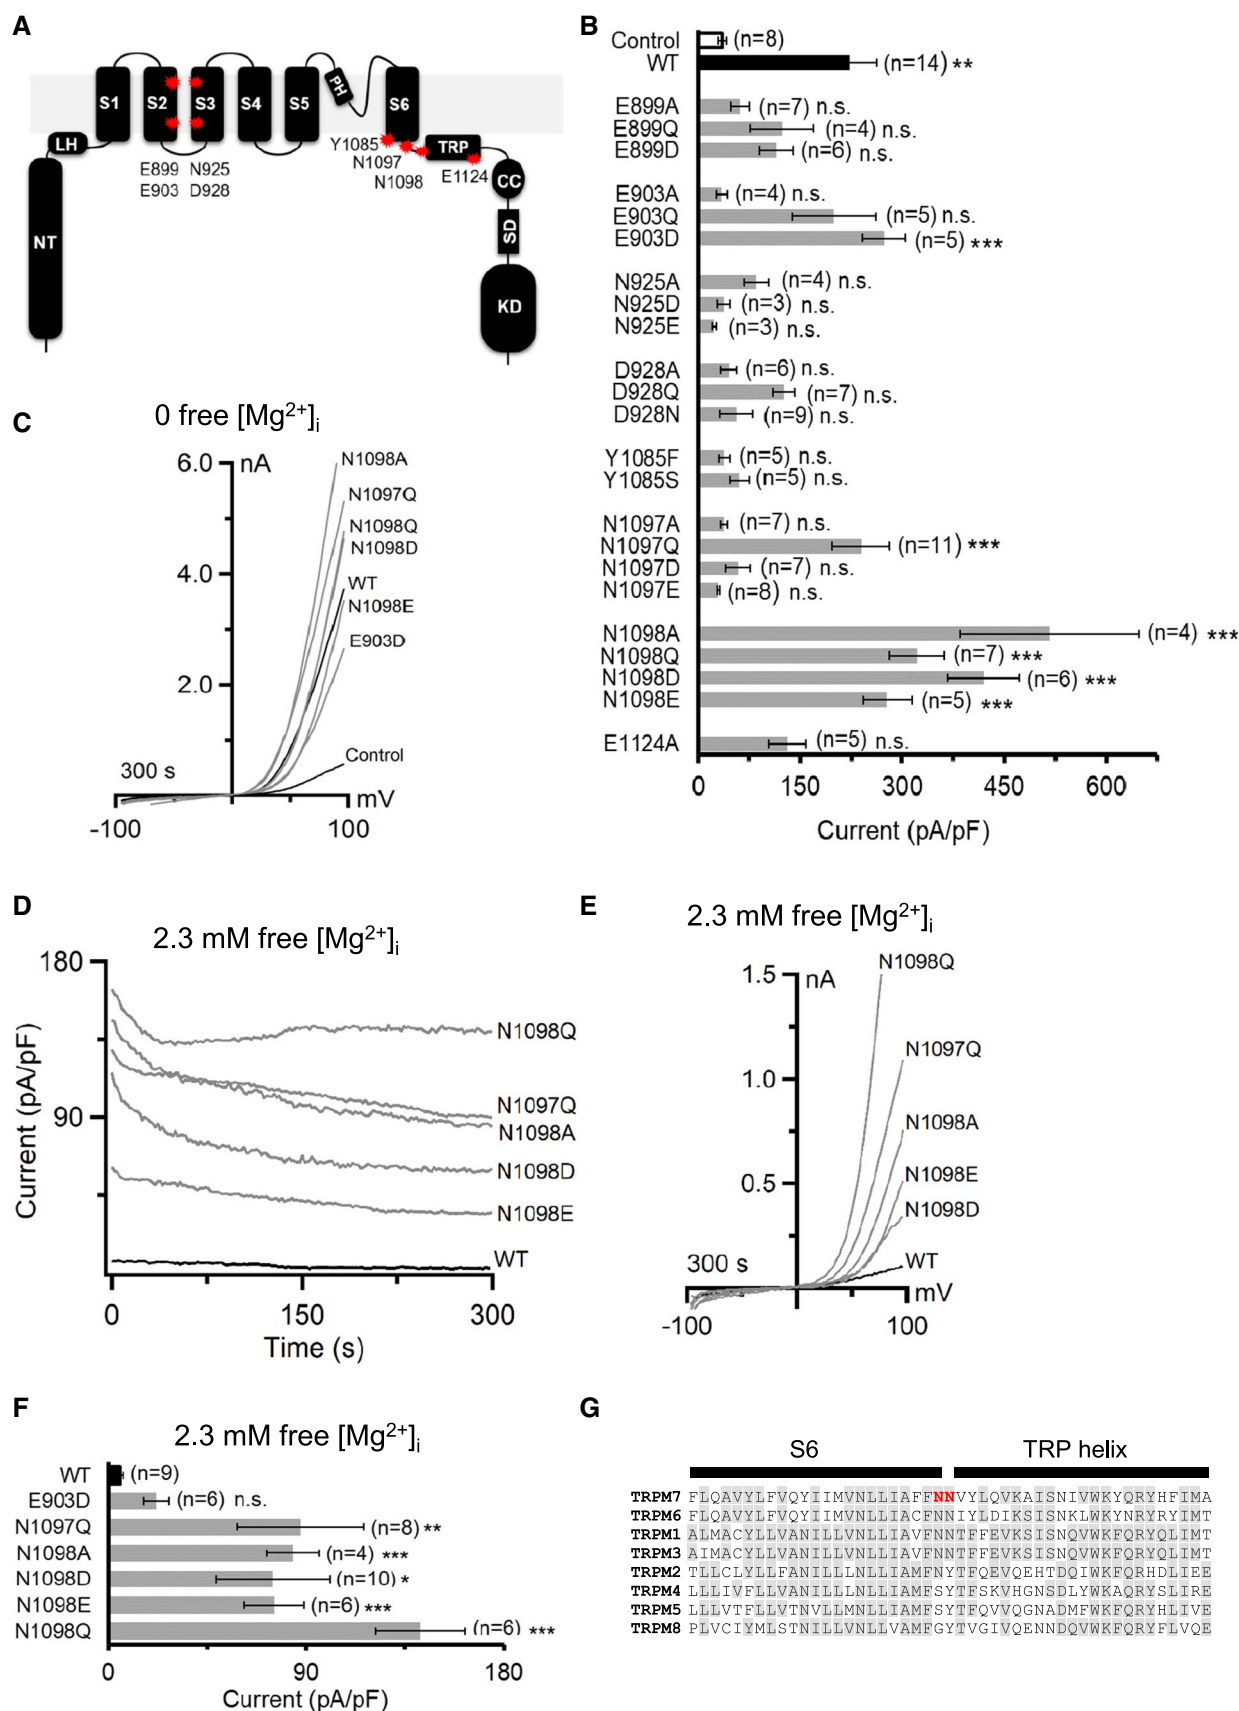 A
S1
S2
S3
S4
S5
PH
S6
LH
TRP
Y1085
N1097
N1098
E1124
E899 N925
E903 D928
CC
NT
SD
KD
B
Control (n=8)
WT (n=14) **
E899A (n=7) n.s.
E899Q (n=4) n.s.
E899D (n=6) n.s.
E903A (n=4) n.s.
E903Q (n=5) n.s.
E903D (n=5) ***
N925A (n=4) n.s.
N925D (n=3) n.s.
N925E (n=3) n.s.
D928A (n=6) n.s.
D928Q (n=7) n.s.
D928N (n=9) n.s.
Y1085F (n=5) n.s.
Y1085S (n=5) n.s.
N1097A (n=7) n.s.
N1097Q (n=11) ***
N1097D (n=7) n.s.
N1097E (n=8) n.s.
N1098A (n=4) ***
N1098Q (n=7) ***
N1098D (n=6) ***
N1098E (n=5) ***
E1124A (n=5) n.s.
0 150 300 450 600
Current (pA/pF)
C
0 free [Mg2+]i
6.0 nA
4.0
2.0
N1098A
N1097Q
N1098Q
N1098D
WT
N1098E
E903D
Control
300 s
mV
-100 100
D
2.3 mM free [Mg2+]i
180
90
Current (pA/pF)
N1098Q
N1097Q
N1098A
N1098D
N1098E
WT
0 150 300
Time (s)
E
2.3 mM free [Mg2+]i
1.5 nA
1.0
0.5
N1098Q
N1097Q
N1098A
N1098E
N1098D
WT
300 s
mV
-100 100
F
2.3 mM free [Mg2+]i
WT (n=9)
E903D (n=6) n.s.
N1097Q (n=8) **
N1098A (n=4) ***
N1098D (n=10) *
N1098E (n=6) ***
N1098Q (n=6) ***
0 90 180
Current (pA/pF)
G
S6 TRP helix
TRPM7 FLQAVYLFVQYIIMVNLLIAFFNNVYLQVKAISNIVWKYQRYHFIMA
TRPM6 FLQAVYLFVQYIIMVNLLIACFNNIYLDIKSISNKLWKYNRYRYIMT
TRPM1 ALMACYLLVANILLVNLLIAVFNNTFFEVKSISNQVWKFQRYQLIMT
TRPM3 AIMACYLLVANILLVNLLIAVFNNTFFEVKSISNQVWKFQRYQLIMT
TRPM2 TLLCLYLLFANILLLNLLIAMFNYTFQEVQEHTDQIWKFQRHDLIEE
TRPM4 LLLIVFLLVANILLLNLLIAMFSYTFSKVHGNSDLYWKAQRYSLIRE
TRPM5 LLLVTFLLVTNVLLMNLLIAMFSYTFQVVQGNADMFWKFQRYHLIVE
TRPM8 PLVCIYMLSTNILLVNLLVAMFGYTVGIVQENNDQVWKFQRYFLVQE